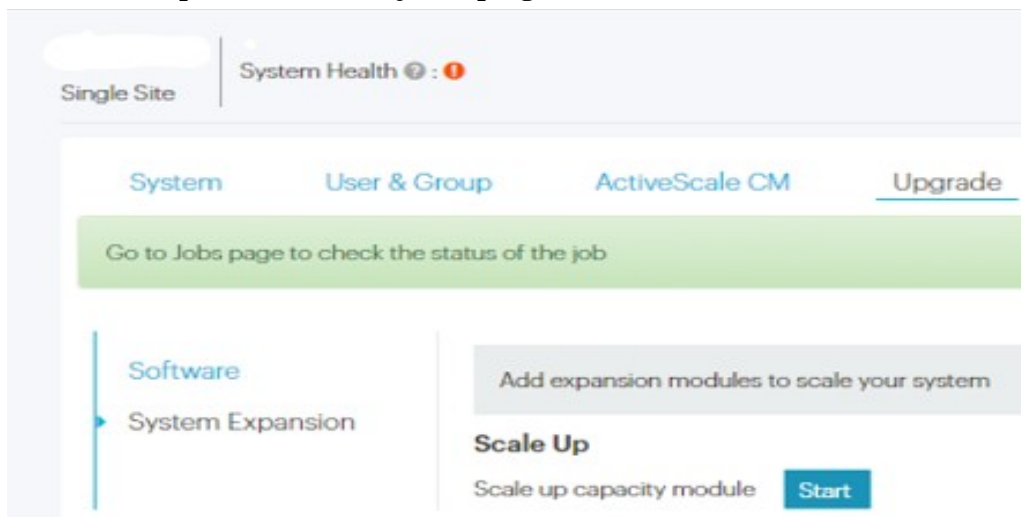 System Health ? : !
Single Site
System User & Group ActiveScale CM Upgrade
Go to Jobs page to check the status of the job
Software
System Expansion
Add expansion modules to scale your system
Scale Up
Scale up capacity module Start